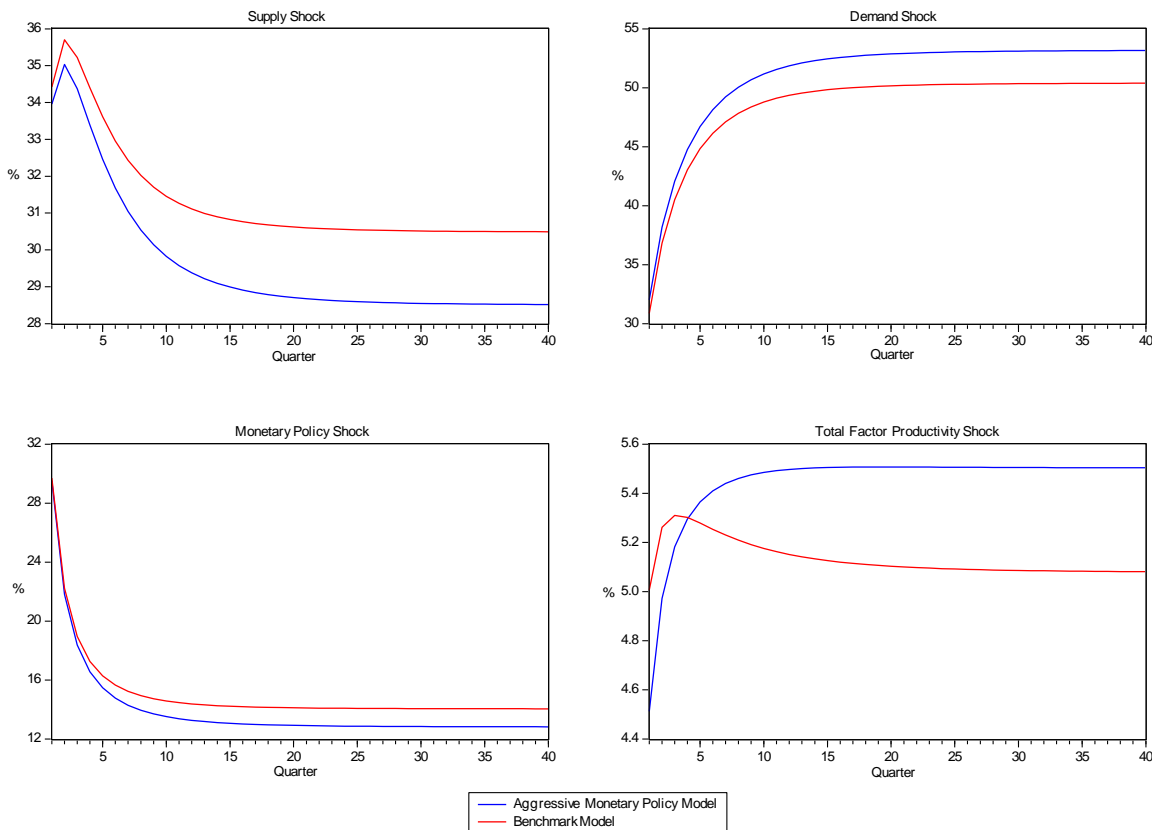 Supply Shock
36
35
34
33
32
31
30
29
28
%
5 10 15 20 25 30 35 40
Quarter
Demand Shock
55
50
45
40
35
30
%
5 10 15 20 25 30 35 40
Quarter
Monetary Policy Shock
32
28
24
20
16
12
%
5 10 15 20 25 30 35 40
Quarter
Total Factor Productivity Shock
5.6
5.4
5.2
5.0
4.8
4.6
4.4
%
5 10 15 20 25 30 35 40
Quarter
Aggressive Monetary Policy Model
Benchmark Model